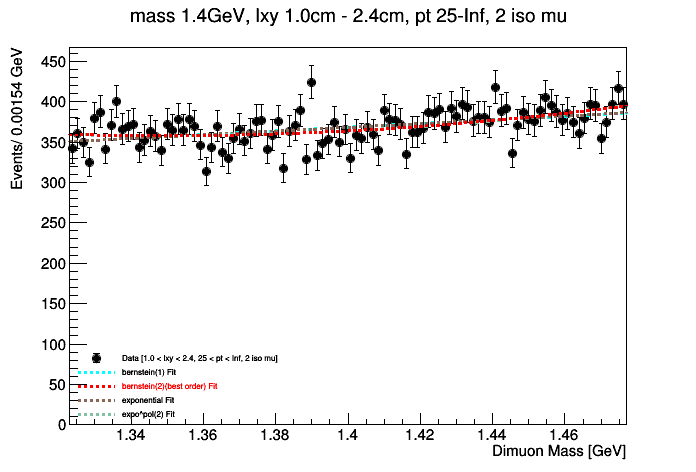 mass 1.4GeV, lxy 1.0cm - 2.4cm, pt 25-Inf, 2 iso mu
Events/ 0.00154 GeV
450
400
350
300
250
200
150
100
50
0
Data [1.0 < lxy < 2.4, 25 < pt < Inf, 2 iso mu]
bernstein(1) Fit
bernstein(2)(best order) Fit
exponential Fit
expo*pol(2) Fit
1.34 1.36 1.38 1.4 1.42 1.44 1.46
Dimuon Mass [GeV]